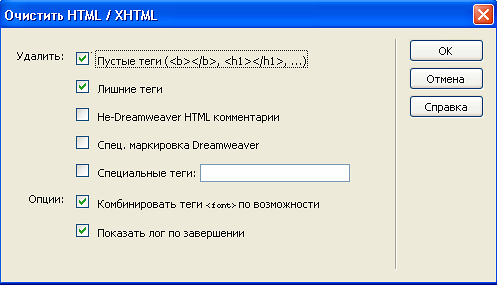 Очистить HTML / XHTML
Удалить:
Пустые теги (<b></b>, <h1></h1>, ...)
Лишние теги
Не-Dreamweaver HTML комментарии
Спец. маркировка Dreamweaver
Специальные теги:
Опции:
Комбинировать теги <font> по возможности
Показать лог по завершении
OK
Отмена
Справка